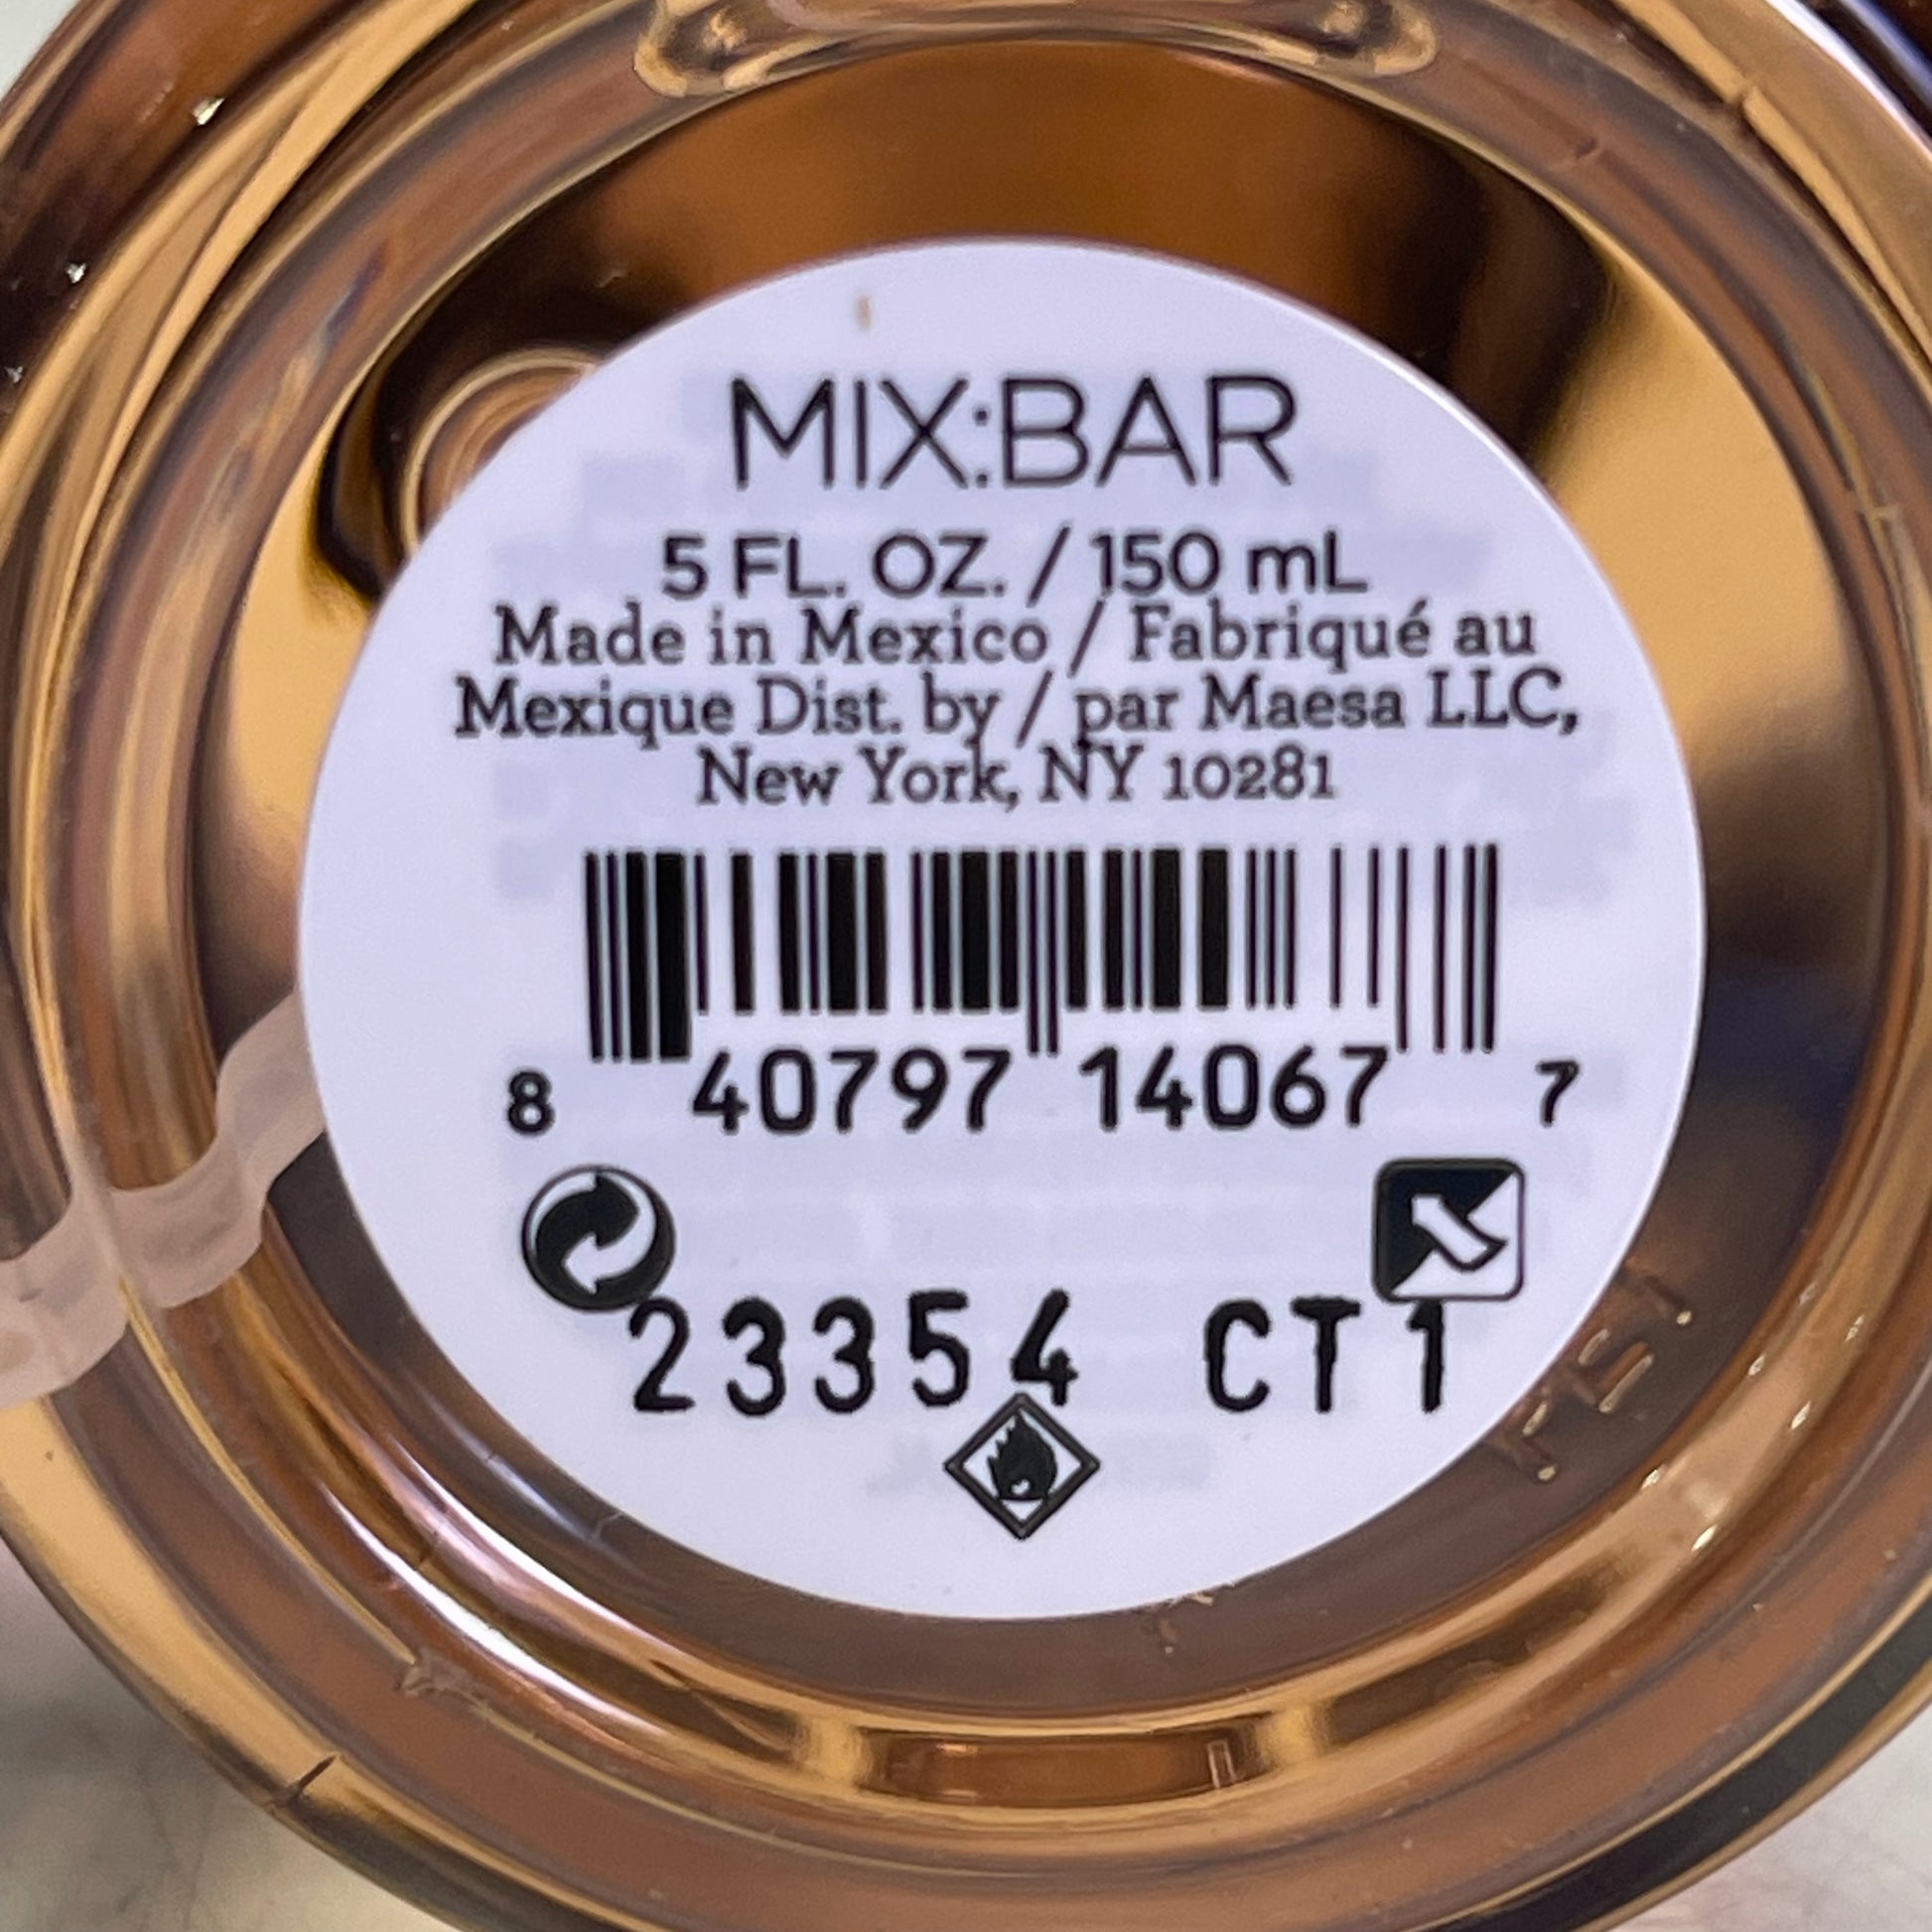 MIX:BAR
5 FL. OZ. / 150 mL
Made in Mexico / Fabriqué au
Mexique Dist. by / par Maesa LLC,
New York, NY 10281
8 40797 14067 7
23354 CT1